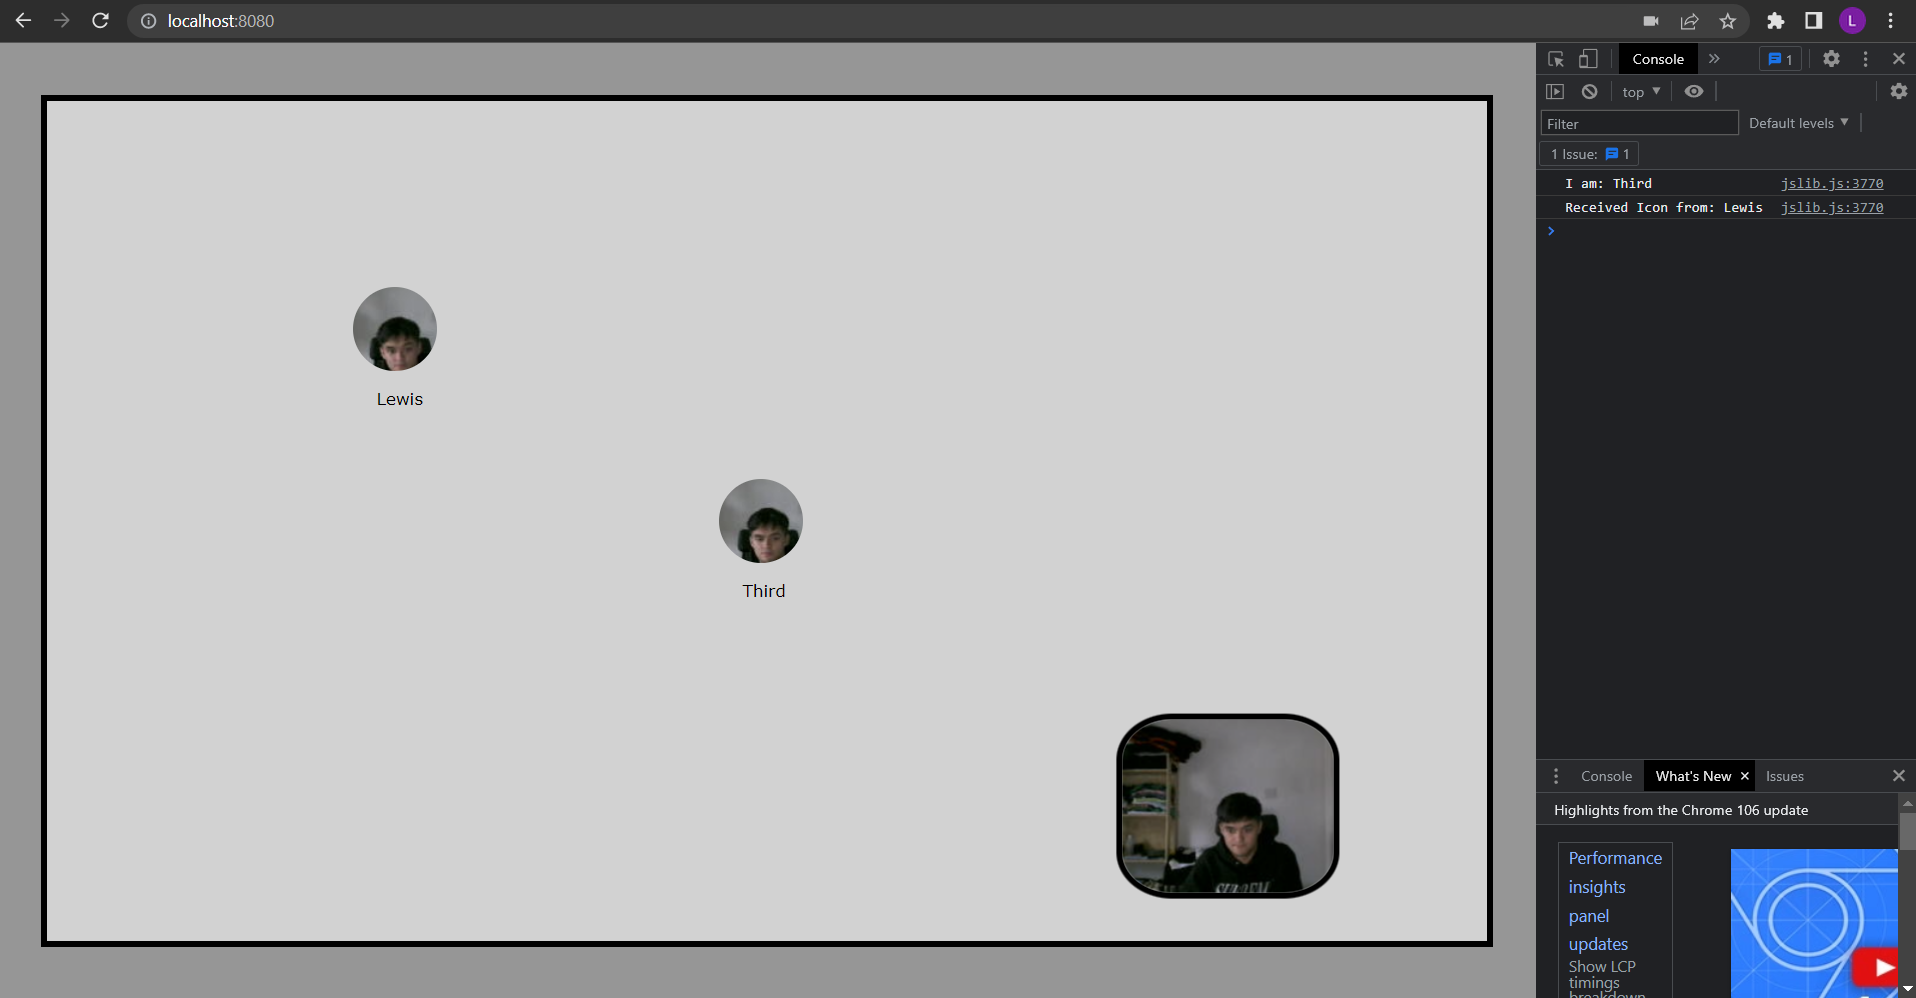 localhost:8080
L
Lewis
Third
Console
1
top
Filter
Default levels
1 Issue: 1
I am: Third jslib.js:3770
Received Icon from: Lewis jslib.js:3770
Console What's New Issues
Highlights from the Chrome 106 update
Performance
insights
panel
updates
Show LCP
timings
breakdown